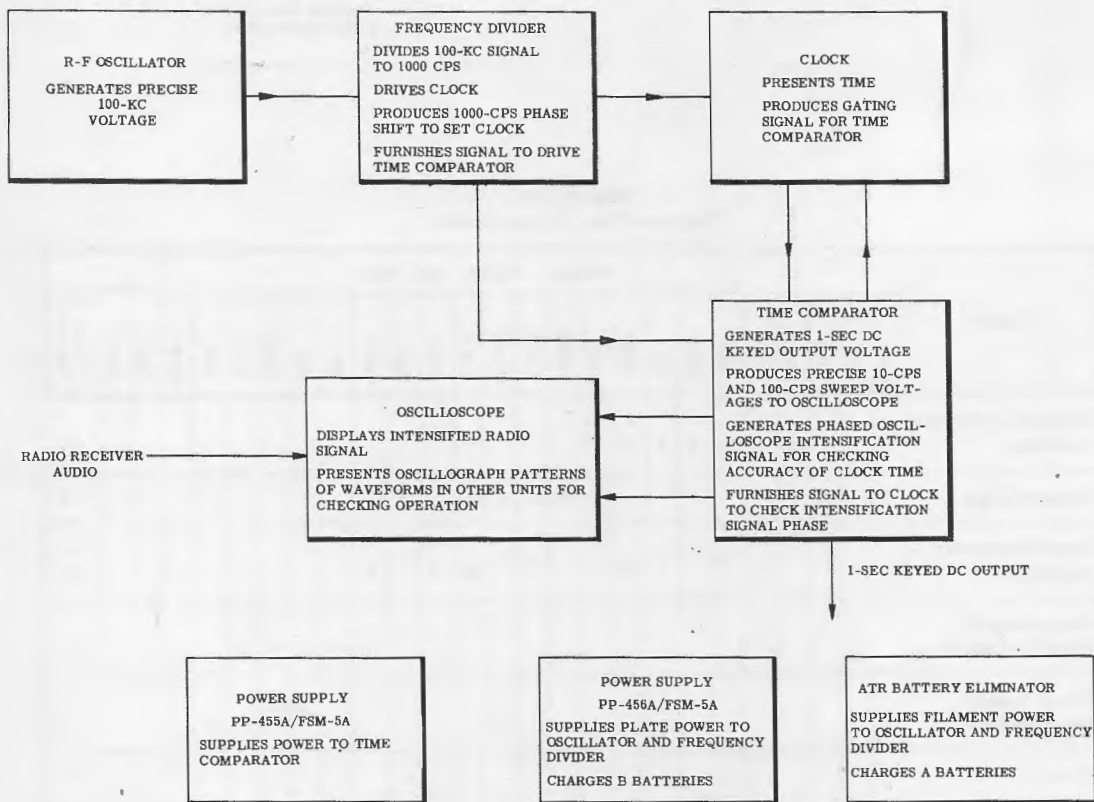 R-F OSCILLATOR
GENERATES PRECISE
100-KC
VOLTAGE
FREQUENCY DIVIDER
DIVIDES 100-KC SIGNAL
TO 1000 CPS
DRIVES CLOCK
PRODUCES 1000-CPS PHASE
SHIFT TO SET CLOCK
FURNISHES SIGNAL TO DRIVE
TIME COMPARATOR
CLOCK
PRESENTS TIME
PRODUCES GATING
SIGNAL FOR TIME
COMPARATOR
TIME COMPARATOR
GENERATES 1-SEC DC
KEYED OUTPUT VOLTAGE
PRODUCES PRECISE 10-CPS
AND 100-CPS SWEEP VOLT-
AGES TO OSCILLOSCOPE
GENERATES PHASED OSCIL-
LOSCOPE INTENSIFICATION
SIGNAL FOR CHECKING
ACCURACY OF CLOCK TIME
FURNISHES SIGNAL TO CLOCK
TO CHECK INTENSIFICATION
SIGNAL PHASE
OSCILLOSCOPE
DISPLAYS INTENSIFIED RADIO
SIGNAL
PRESENTS OSCILLOGRAPH PATTERNS
OF WAVEFORMS IN OTHER UNITS FOR
CHECKING OPERATION
RADIO RECEIVER
AUDIO
1-SEC KEYED DC OUTPUT
POWER SUPPLY
PP-455A/FSM-5A
SUPPLIES POWER TO TIME
COMPARATOR
POWER SUPPLY
PP-456A/FSM-5A
SUPPLIES PLATE POWER TO
OSCILLATOR AND FREQUENCY
DIVIDER
CHARGES B BATTERIES
ATR BATTERY ELIMINATOR
SUPPLIES FILAMENT POWER
TO OSCILLATOR AND FREQUENCY
DIVIDER
CHARGES A BATTERIES